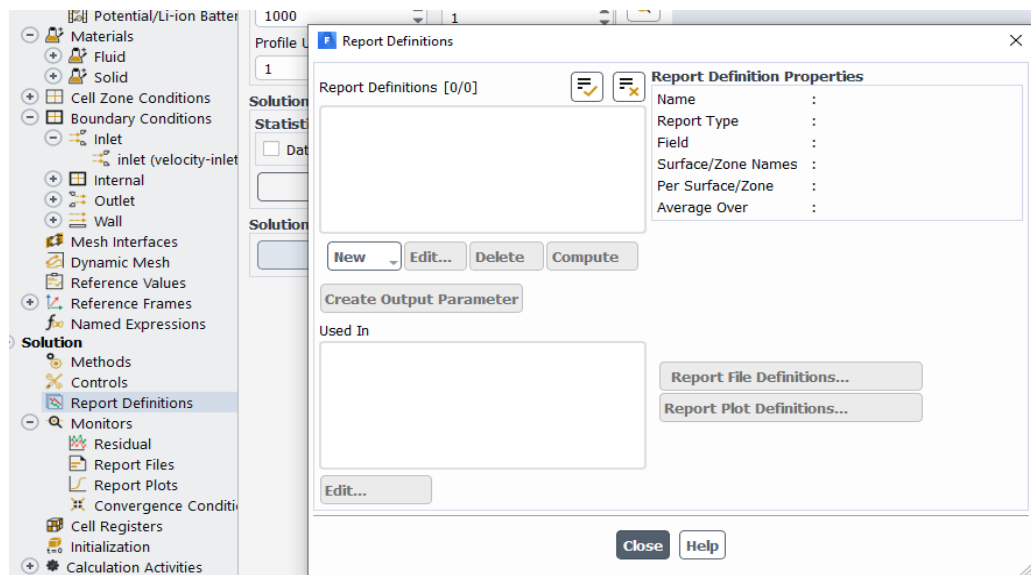 Potential/Li-ion Batter
Materials
Fluid
Solid
Cell Zone Conditions
Boundary Conditions
Inlet
inlet (velocity-inlet
Internal
Outlet
Wall
Mesh Interfaces
Dynamic Mesh
Reference Values
Reference Frames
Named Expressions
Solution
Methods
Controls
Report Definitions
Monitors
Residual
Report Files
Report Plots
Convergence Conditi
Cell Registers
Initialization
Calculation Activities
1000
1
Profile U
1
Solution
Statisti
Dat
Solution
Report Definitions
Report Definitions [0/0]
New
Edit...
Delete
Compute
Create Output Parameter
Used In
Edit...
Report Definition Properties
Name :
Report Type :
Field :
Surface/Zone Names :
Per Surface/Zone :
Average Over :
Report File Definitions...
Report Plot Definitions...
Close
Help